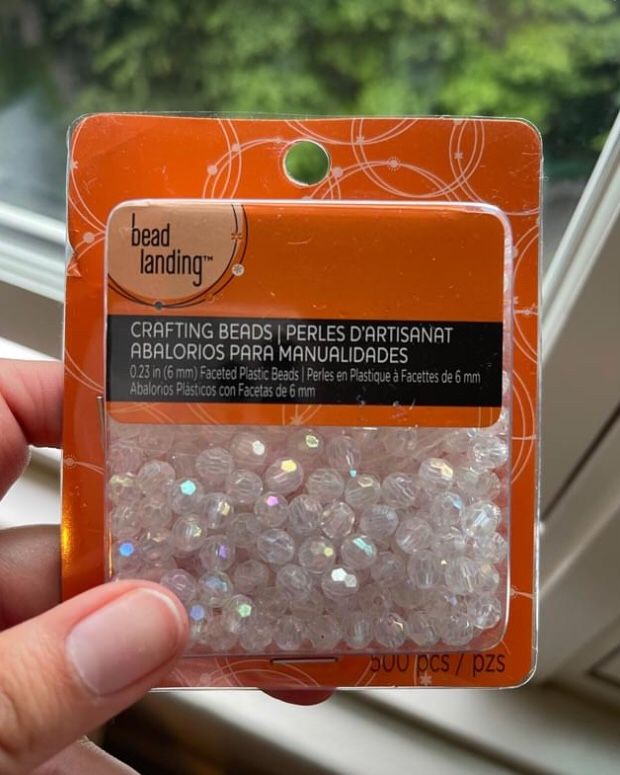 bead
landing™
CRAFTING BEADS | PERLES D'ARTISANAT
ABALORIOS PARA MANUALIDADES
0.23 in (6 mm) Faceted Plastic Beads | Perles en Plastique à Facettes de 6 mm
Abalorios Plásticos con Facetas de 6 mm
500 pcs / pzs